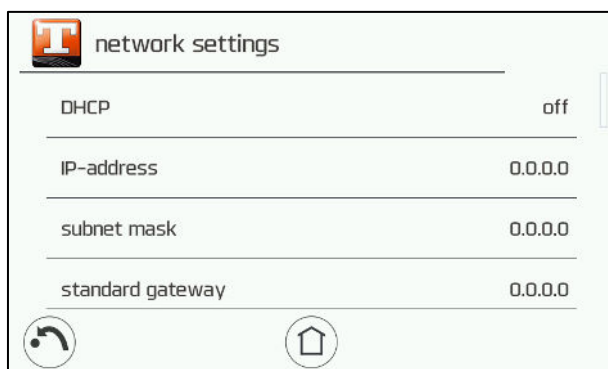 T network settings
DHCP off
IP-address 0.0.0.0
subnet mask 0.0.0.0
standard gateway 0.0.0.0